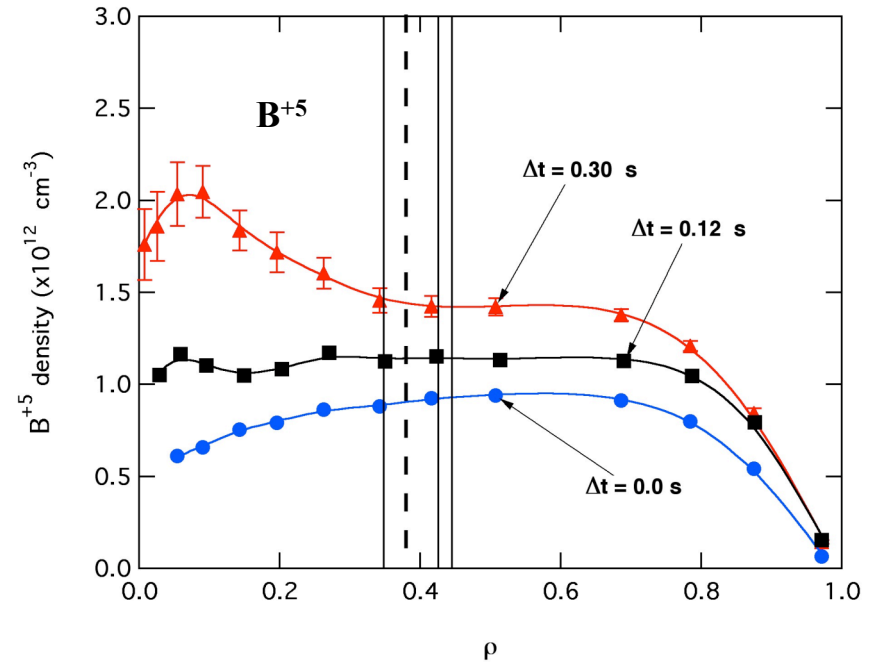 3.0
2.5
2.0
1.5
1.0
0.5
0.0
B⁺⁵ density (x10¹² cm⁻³)
B⁺⁵
Δt = 0.30 s
Δt = 0.12 s
Δt = 0.0 s
0.0 0.2 0.4 0.6 0.8 1.0
ρ